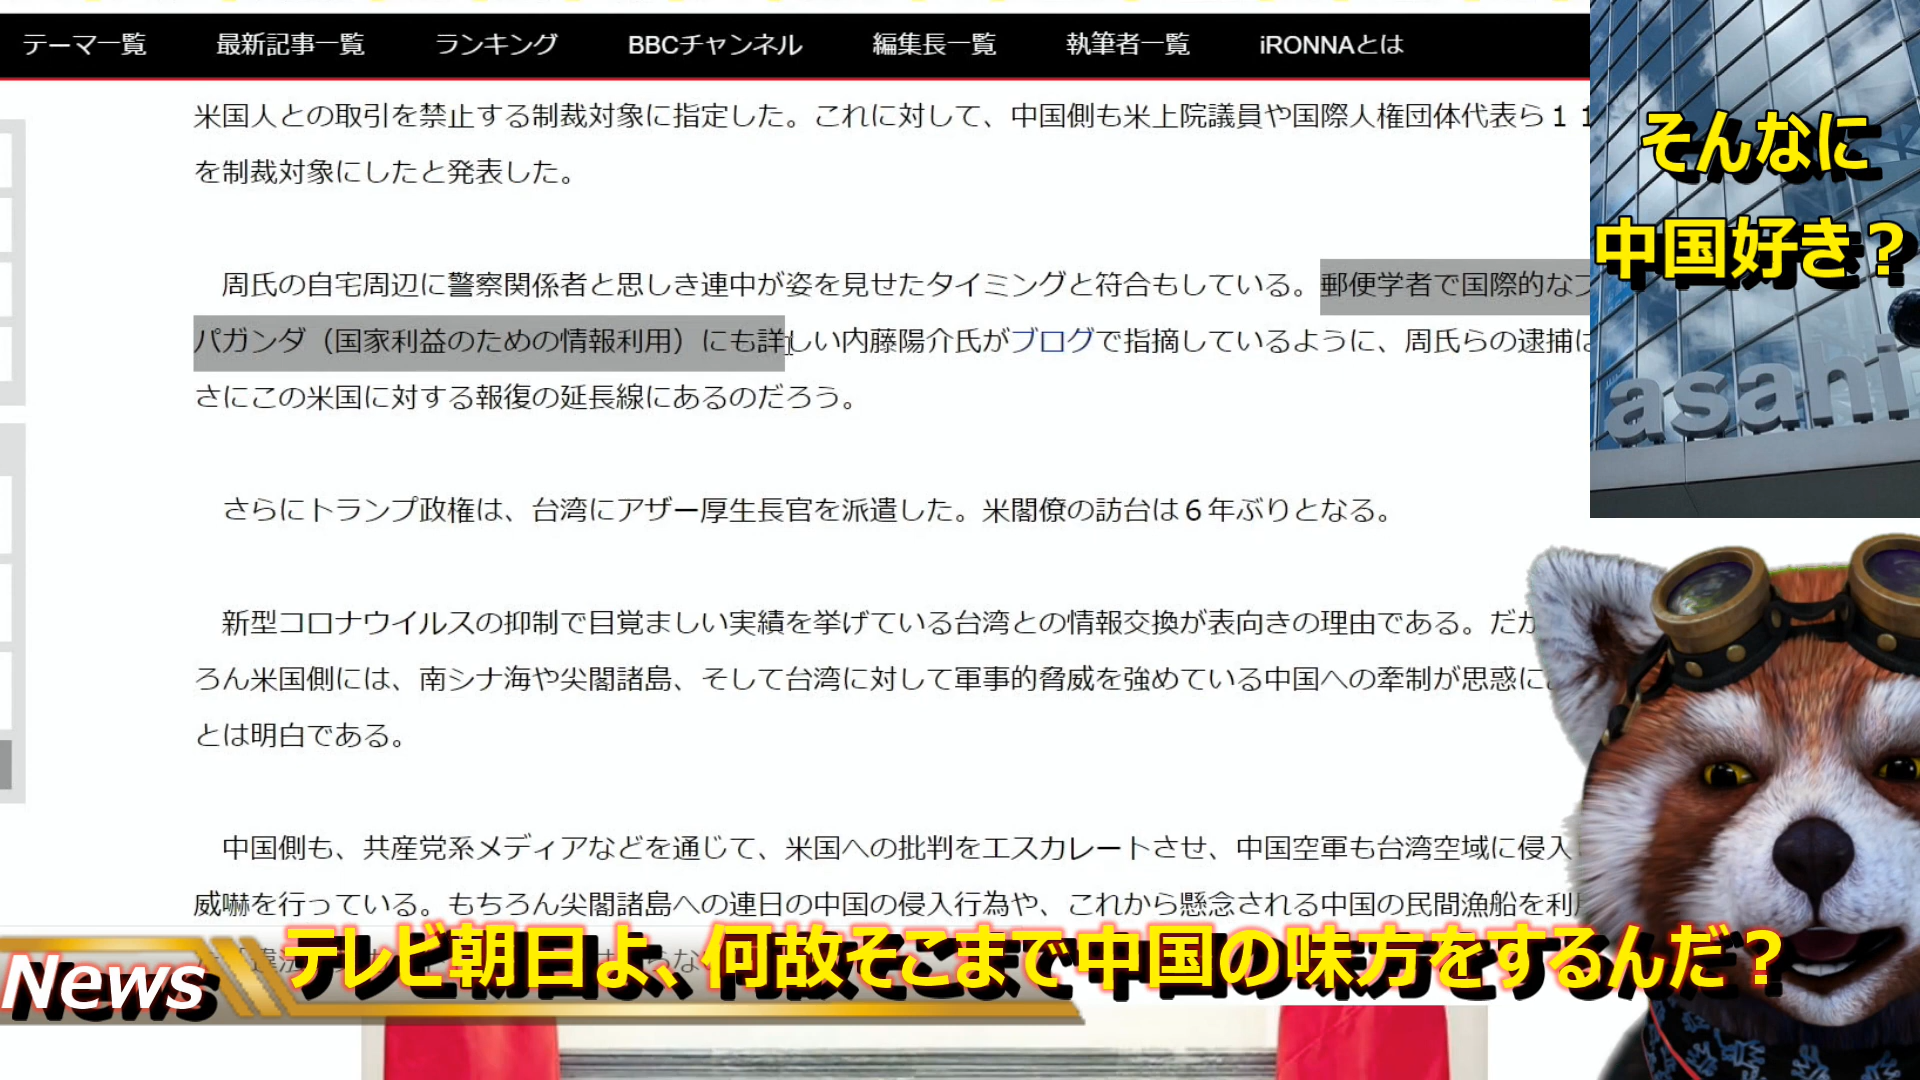 テーマ一覧 最新記事一覧 ランキング BBCチャンネル 編集長一覧 執筆者一覧 iRONNAとは
米国人との取引を禁止する制裁対象に指定した。これに対して、中国側も米上院議員や国際人権団体代表ら１１
を制裁対象にしたと発表した。
周氏の自宅周辺に警察関係者と思しき連中が姿を見せたタイミングと符合もしている。郵便学者で国際的なプ
パガンダ（国家利益のための情報利用）にも詳しい内藤陽介氏がブログで指摘しているように、周氏らの逮捕は
さにこの米国に対する報復の延長線にあるのだろう。
さらにトランプ政権は、台湾にアザー厚生長官を派遣した。米閣僚の訪台は６年ぶりとなる。
新型コロナウイルスの抑制で目覚ましい実績を挙げている台湾との情報交換が表向きの理由である。だが
ろん米国側には、南シナ海や尖閣諸島、そして台湾に対して軍事的脅威を強めている中国への牽制が思惑に
とは明白である。
中国側も、共産党系メディアなどを通じて、米国への批判をエスカレートさせ、中国空軍も台湾空域に侵入
威嚇を行っている。もちろん尖閣諸島への連日の中国の侵入行為や、これから懸念される中国の民間漁船を利用
そんなに
中国好き？
asahi
News
テレビ朝日よ、何故そこまで中国の味方をするんだ？